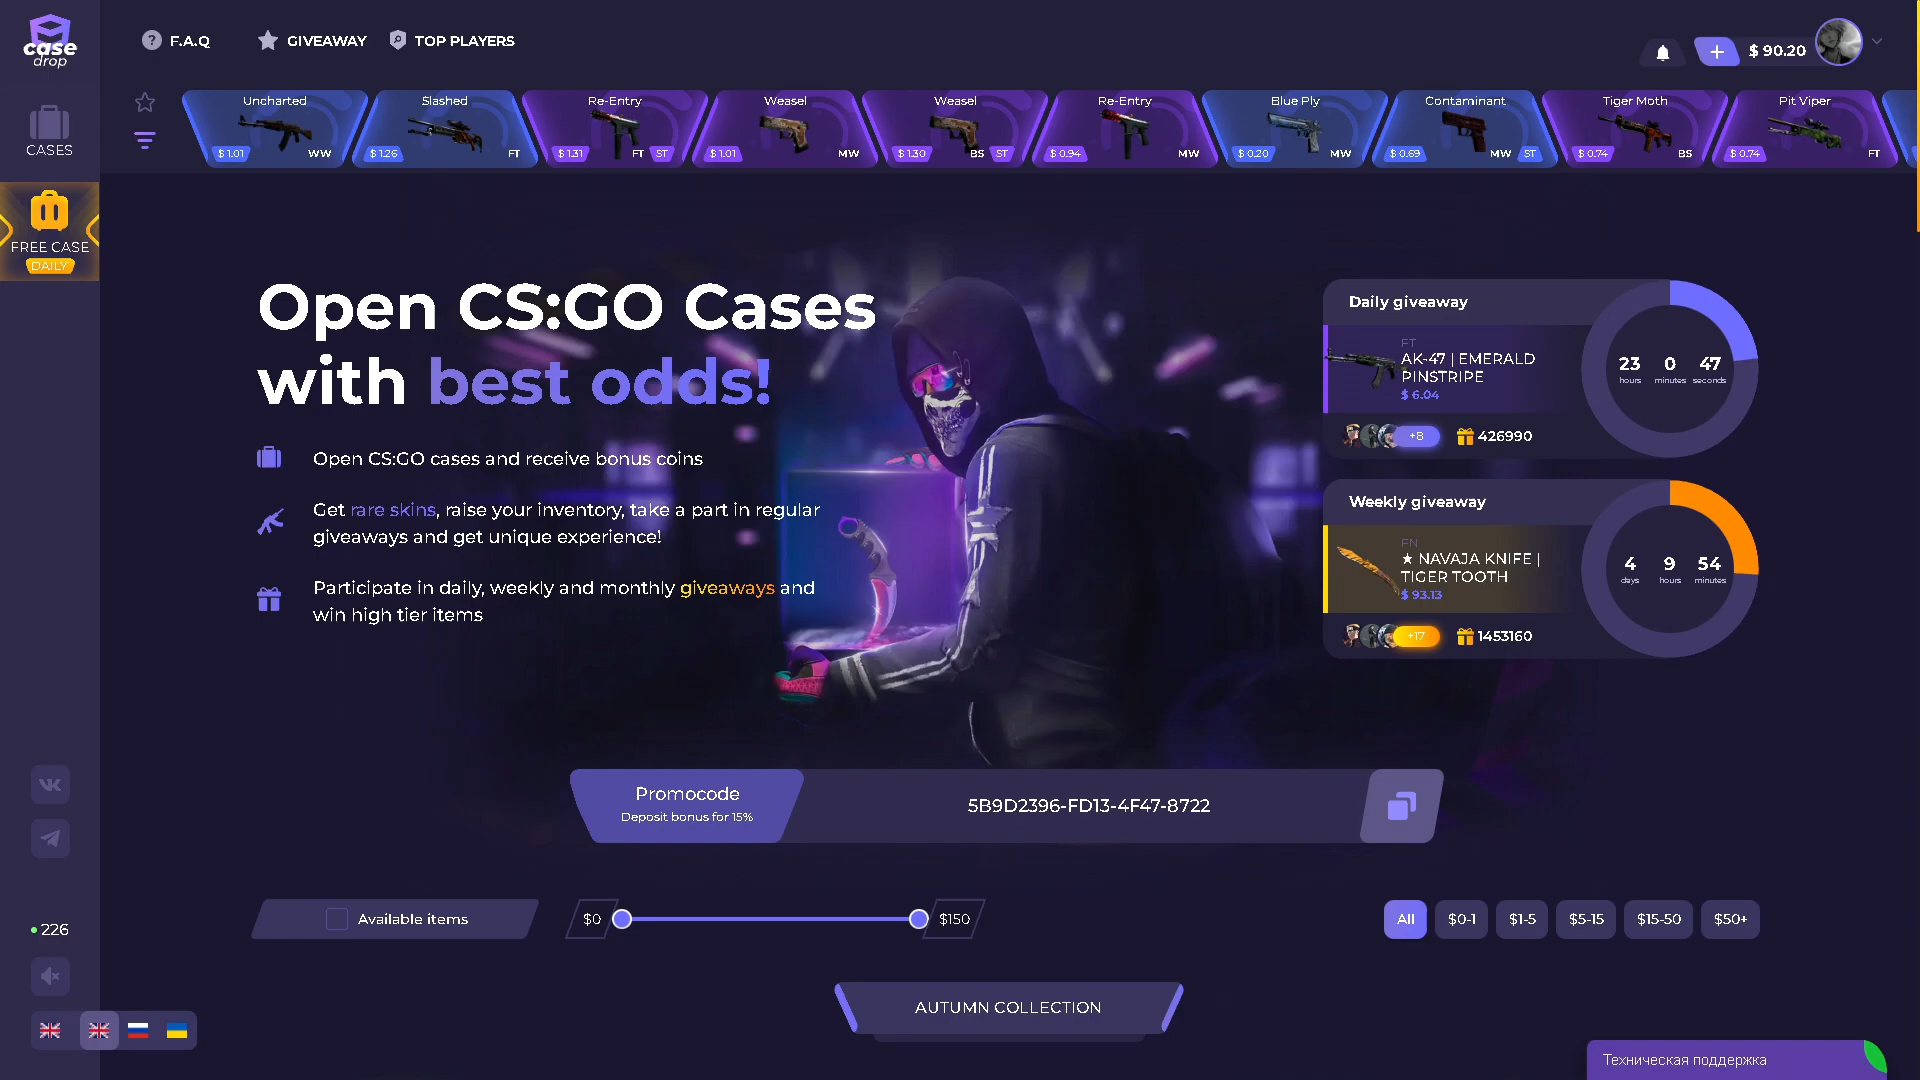 case
drop
F.A.Q
GIVEAWAY
TOP PLAYERS
$ 90.20
CASES
FREE CASE
DAILY
Uncharted
$ 1.01
WW
Slashed
$ 1.26
FT
Re-Entry
$ 1.31
FT
ST
Weasel
$ 1.01
MW
Weasel
$ 1.30
BS
ST
Re-Entry
$ 0.94
MW
Blue Ply
$ 0.20
MW
Contaminant
$ 0.69
MW
ST
Tiger Moth
$ 0.74
BS
Pit Viper
$ 0.74
FT
Open CS:GO Cases
with best odds!
Open CS:GO cases and receive bonus coins
Get rare skins, raise your inventory, take a part in regular
giveaways and get unique experience!
Participate in daily, weekly and monthly giveaways and
win high tier items
Daily giveaway
FT
AK-47 | EMERALD
PINSTRIPE
$ 6.04
+8
426990
23
hours
0
minutes
47
seconds
Weekly giveaway
FN
★ NAVAJA KNIFE |
TIGER TOOTH
$ 93.13
+17
1453160
4
days
9
hours
54
minutes
Promocode
Deposit bonus for 15%
5B9D2396-FD13-4F47-8722
Available items
$0
$150
All
$0-1
$1-5
$5-15
$15-50
$50+
226
AUTUMN COLLECTION
Техническая поддержка